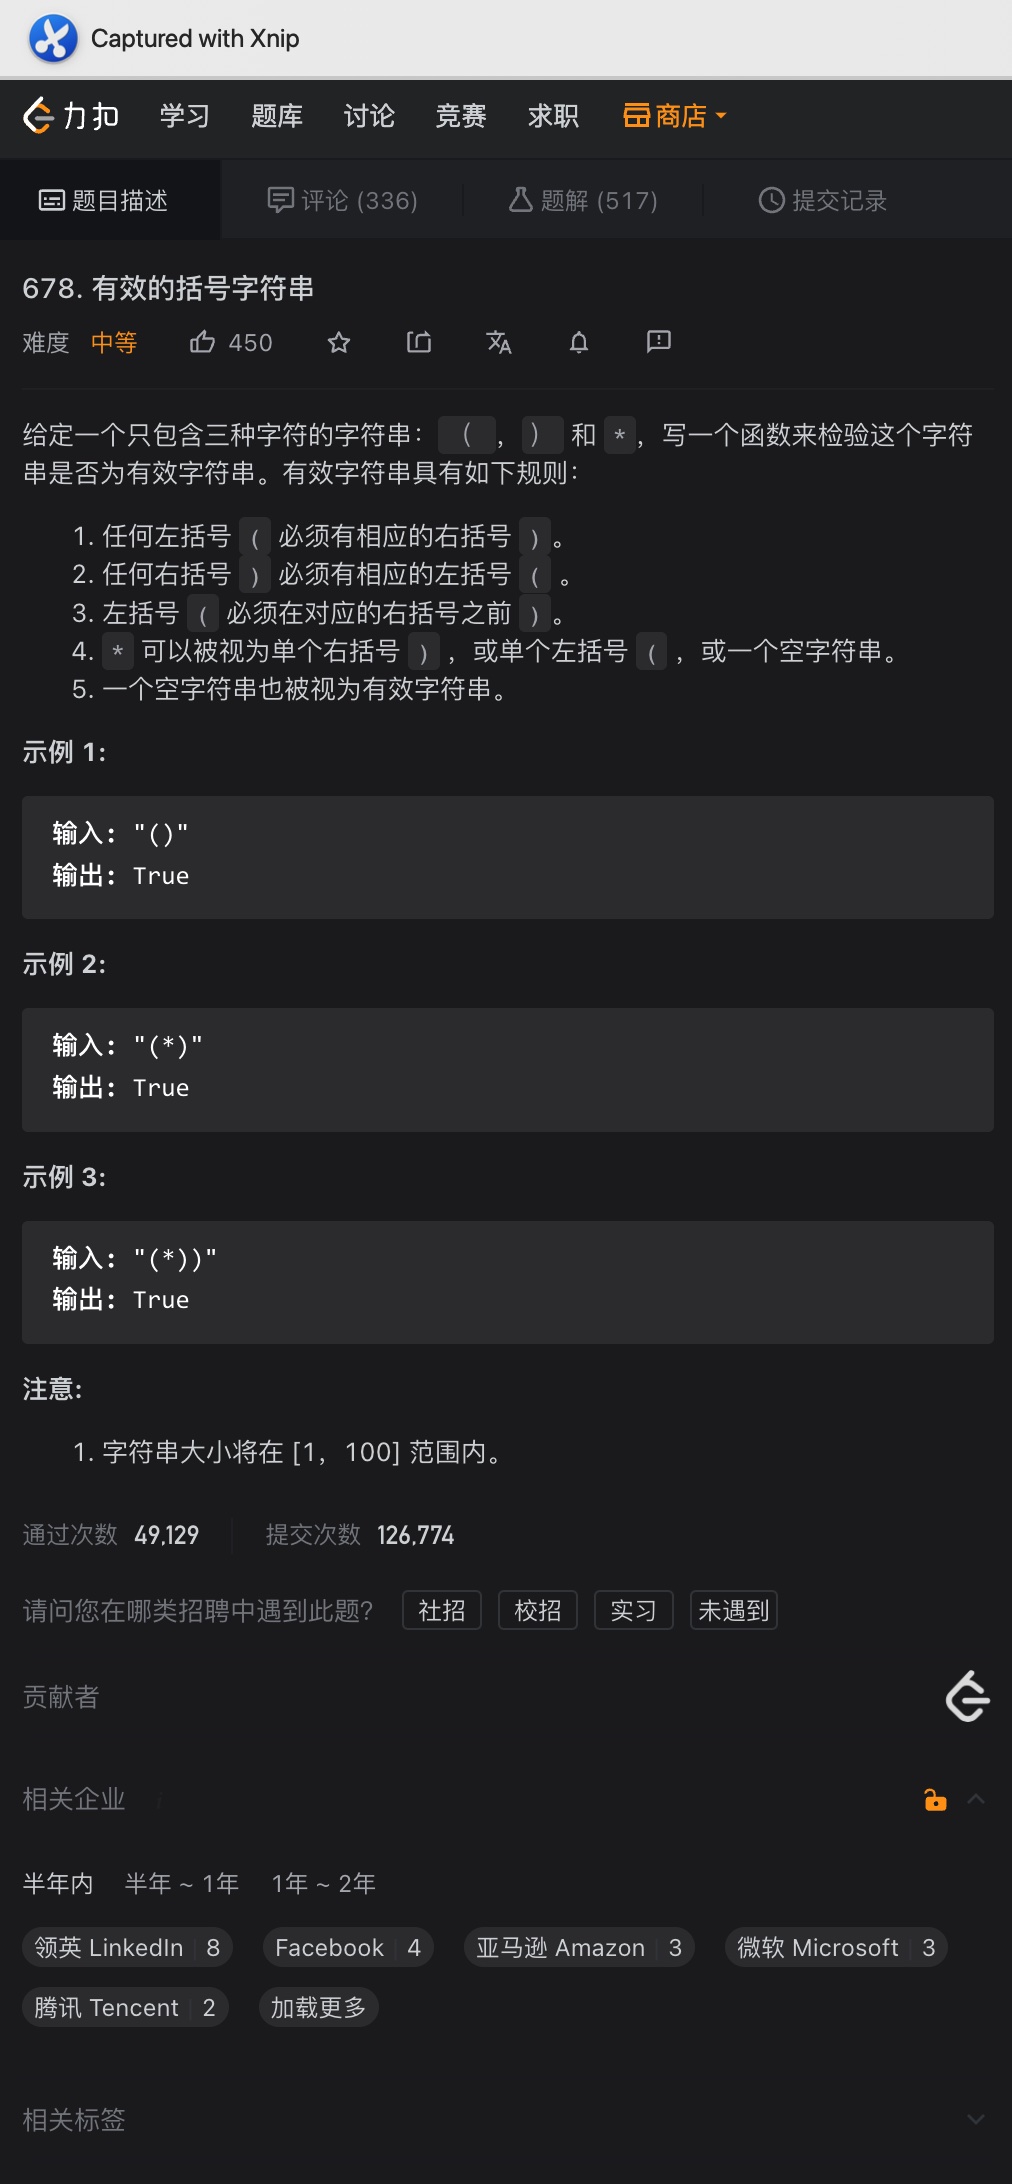 Captured with Xnip
力扣 学习 题库 讨论 竞赛 求职 商店
题目描述 评论 (336) 题解 (517) 提交记录
678. 有效的括号字符串
难度 中等 450
给定一个只包含三种字符的字符串：（ ，） 和 *，写一个函数来检验这个字符
串是否为有效字符串。有效字符串具有如下规则：
1. 任何左括号 ( 必须有相应的右括号 )。
2. 任何右括号 ) 必须有相应的左括号 ( 。
3. 左括号 ( 必须在对应的右括号之前 )。
4. * 可以被视为单个右括号 ) ，或单个左括号 ( ，或一个空字符串。
5. 一个空字符串也被视为有效字符串。
示例 1:
输入: "()"
输出: True
示例 2:
输入: "(*)"
输出: True
示例 3:
输入: "(*))"
输出: True
注意:
1. 字符串大小将在 [1，100] 范围内。
通过次数 49,129 提交次数 126,774
请问您在哪类招聘中遇到此题？ 社招 校招 实习 未遇到
贡献者
相关企业
半年内 半年 ~ 1年 1年 ~ 2年
领英 LinkedIn 8 Facebook 4 亚马逊 Amazon 3 微软 Microsoft 3
腾讯 Tencent 2 加载更多
相关标签